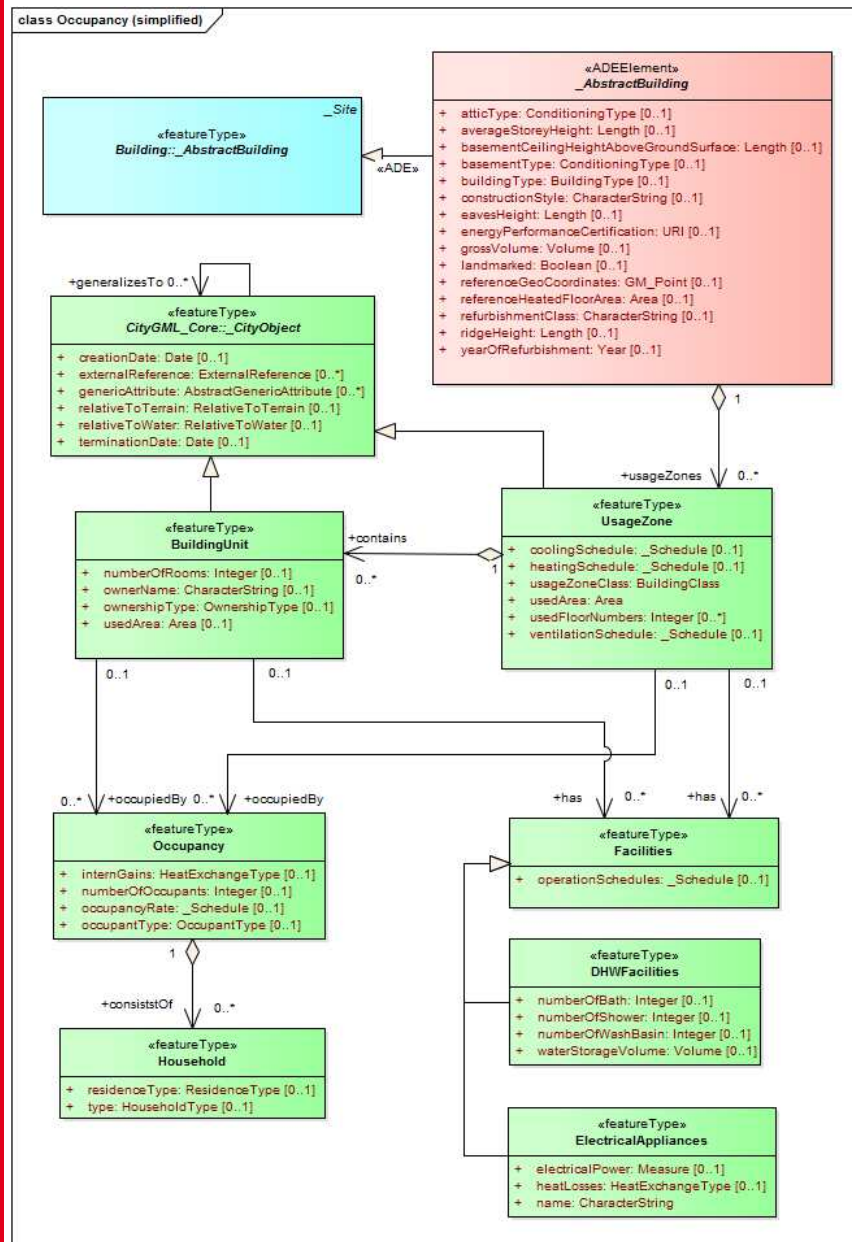 class Occupancy (simplified)
«ADEElement»
_AbstractBuilding
+ atticType: ConditioningType [0..1]
+ averageStoreyHeight: Length [0..1]
+ basementCeilingHeightAboveGroundSurface: Length [0..1]
+ basementType: ConditioningType [0..1]
+ buildingType: BuildingType [0..1]
+ constructionStyle: CharacterString [0..1]
+ eavesHeight: Length [0..1]
+ energyPerformanceCertification: URI [0..1]
+ grossVolume: Volume [0..1]
+ landmarked: Boolean [0..1]
+ referenceGeoCoordinates: GM_Point [0..1]
+ referenceHeatedFloorArea: Area [0..1]
+ refurbishmentClass: CharacterString [0..1]
+ ridgeHeight: Length [0..1]
+ yearOfRefurbishment: Year [0..1]
_Site
«featureType»
Building::_AbstractBuilding
«ADE»
+generalizesTo 0..*
«featureType»
CityGML_Core::_CityObject
+ creationDate: Date [0..1]
+ externalReference: ExternalReference [0..*]
+ genericAttribute: AbstractGenericAttribute [0..*]
+ relativeToTerrain: RelativeToTerrain [0..1]
+ relativeToWater: RelativeToWater [0..1]
+ terminationDate: Date [0..1]
1
+usageZones 0..*
«featureType»
UsageZone
+ coolingSchedule: _Schedule [0..1]
+ heatingSchedule: _Schedule [0..1]
+ usageZoneClass: BuildingClass
+ usedArea: Area
+ usedFloorNumbers: Integer [0..*]
+ ventilationSchedule: _Schedule [0..1]
+contains
0..*
1
«featureType»
BuildingUnit
+ numberOfRooms: Integer [0..1]
+ ownerName: CharacterString [0..1]
+ ownershipType: OwnershipType [0..1]
+ usedArea: Area [0..1]
0..1 0..1 0..1 0..1
0..* +occupiedBy 0..* +occupiedBy
+has 0..* +has 0..*
«featureType»
Occupancy
+ internGains: HeatExchangeType [0..1]
+ numberOfOccupants: Integer [0..1]
+ occupancyRate: _Schedule [0..1]
+ occupantType: OccupantType [0..1]
«featureType»
Facilities
+ operationSchedules: _Schedule [0..1]
1
+consiststOf 0..*
«featureType»
Household
+ residenceType: ResidenceType [0..1]
+ type: HouseholdType [0..1]
«featureType»
DHWFacilities
+ numberOfBath: Integer [0..1]
+ numberOfShower: Integer [0..1]
+ numberOfWashBasin: Integer [0..1]
+ waterStorageVolume: Volume [0..1]
«featureType»
ElectricalAppliances
+ electricalPower: Measure [0..1]
+ heatLosses: HeatExchangeType [0..1]
+ name: CharacterString